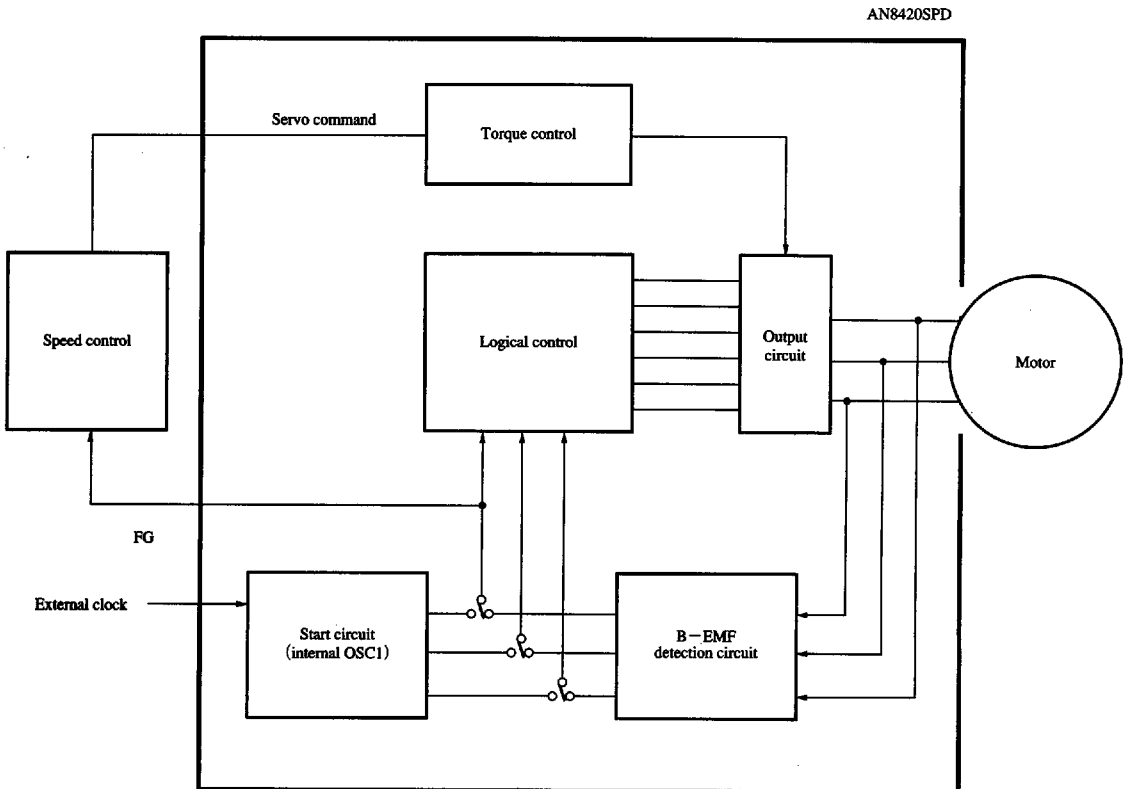 AN8420SPD
Servo command
Torque control
Speed control
Logical control
Output
circuit
Motor
FG
External clock
Start circuit
(internal OSC1)
B−EMF
detection circuit